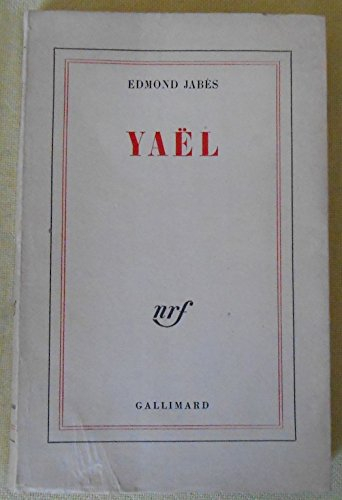 EDMOND JABÈS
YAËL
nrf
GALLIMARD